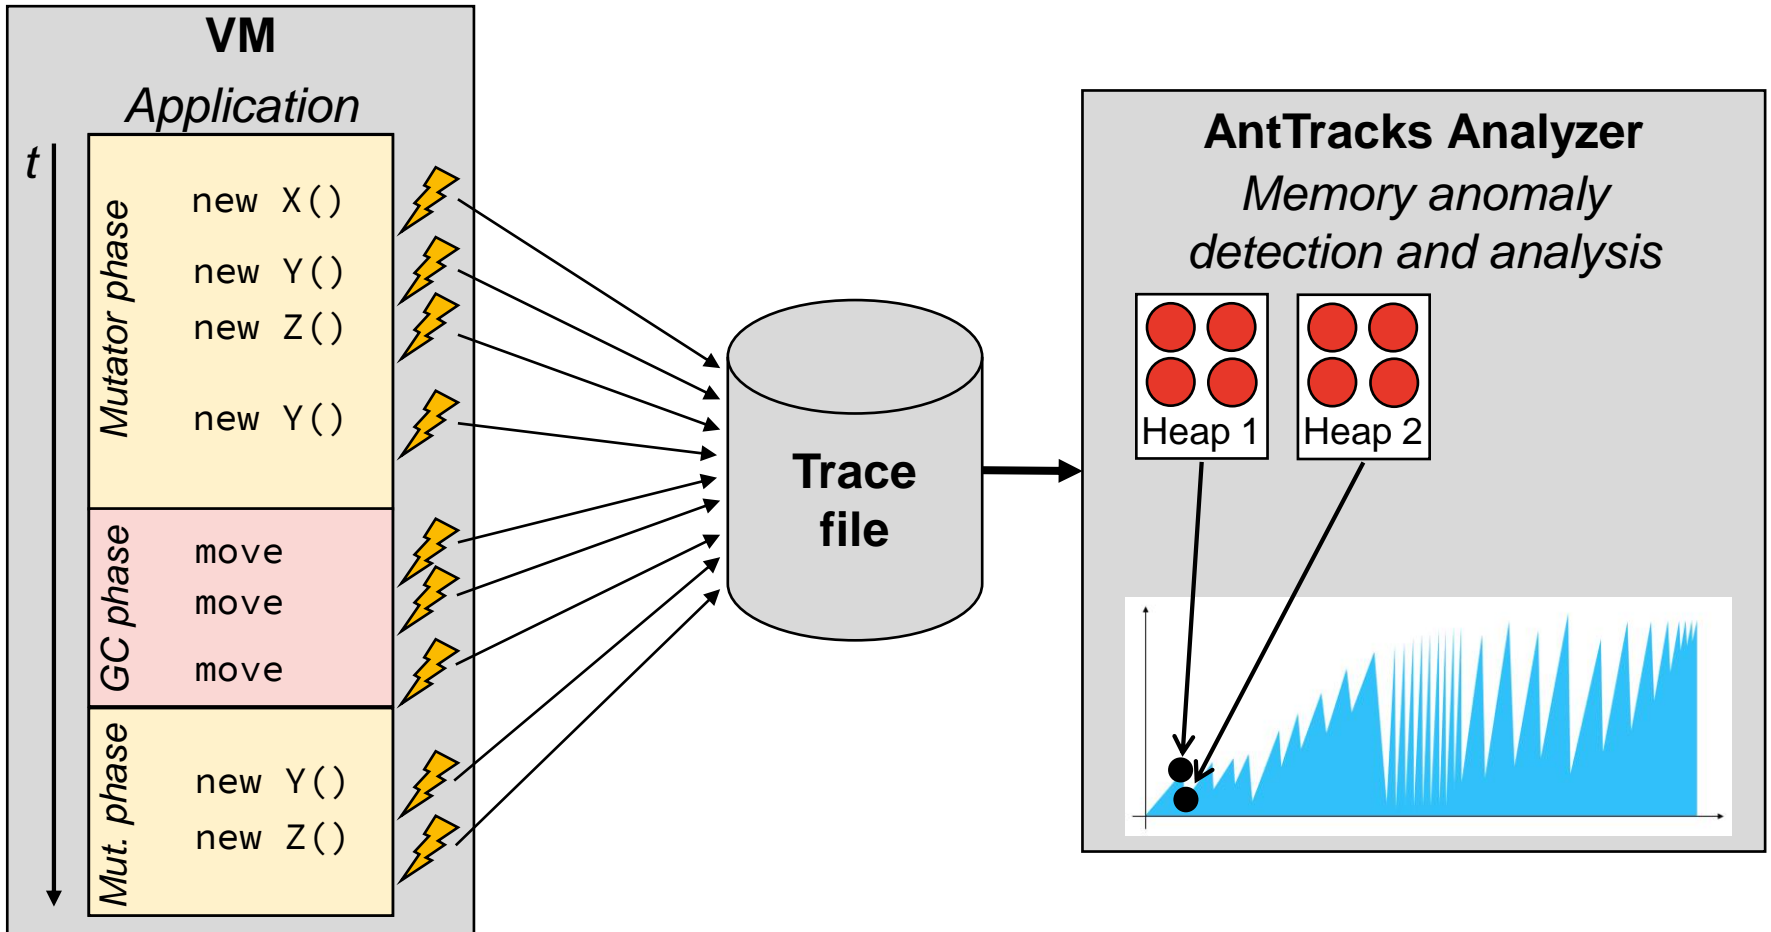 VM
Application
t
Mutator phase
new X()
new Y()
new Z()
new Y()
GC phase
move
move
move
Mut. phase
new Y()
new Z()
Trace
file
AntTracks Analyzer
Memory anomaly
detection and analysis
Heap 1
Heap 2